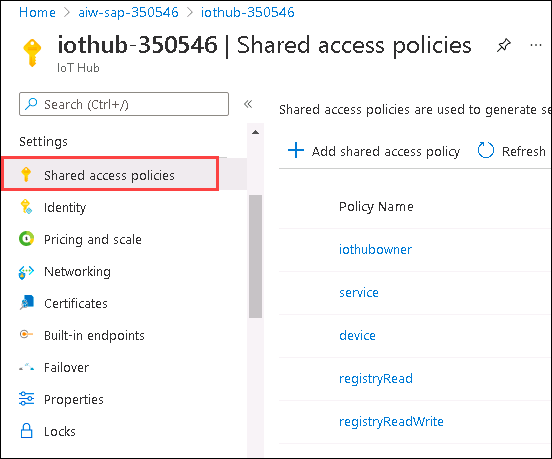 Home > aiw-sap-350546 > iothub-350546
iothub-350546 | Shared access policies
IoT Hub
Search (Ctrl+/)
«
Settings
Shared access policies
Identity
Pricing and scale
Networking
Certificates
Built-in endpoints
Failover
Properties
Locks
Shared access policies are used to generate se
Add shared access policy
Refresh
Policy Name
iothubowner
service
device
registryRead
registryReadWrite